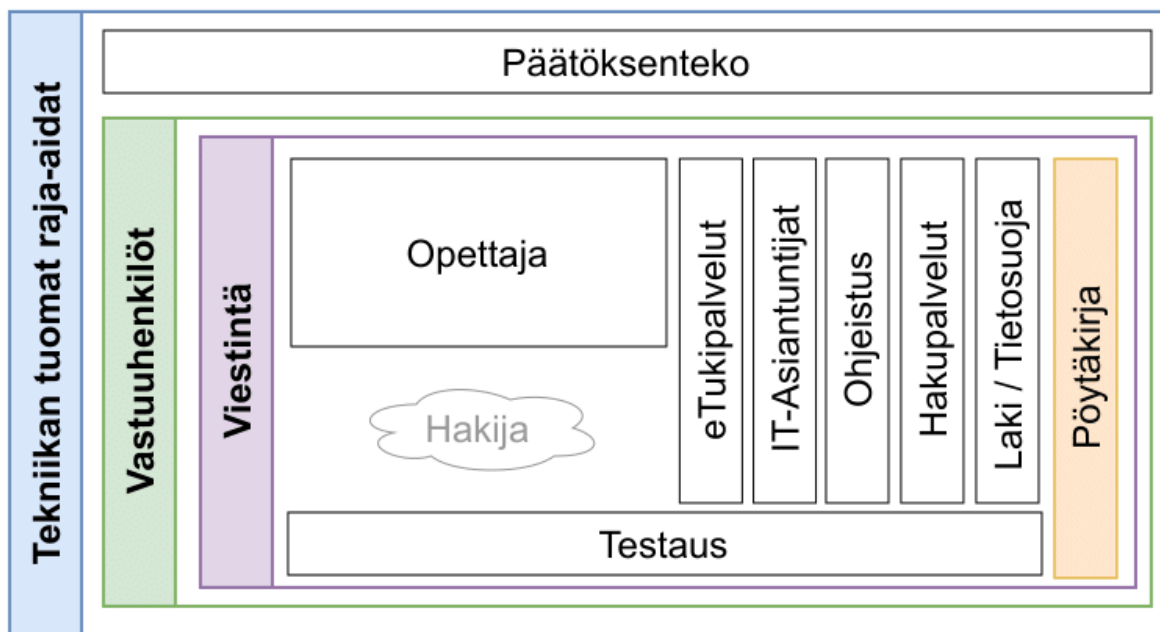 Tekniikan tuomat raja-aidat
Päätöksenteko
Vastuuhenkilöt
Viestintä
Opettaja
Hakija
eTukipalvelut
IT-Asiantuntijat
Ohjeistus
Hakupalvelut
Laki / Tietosuoja
Pöytäkirja
Testaus